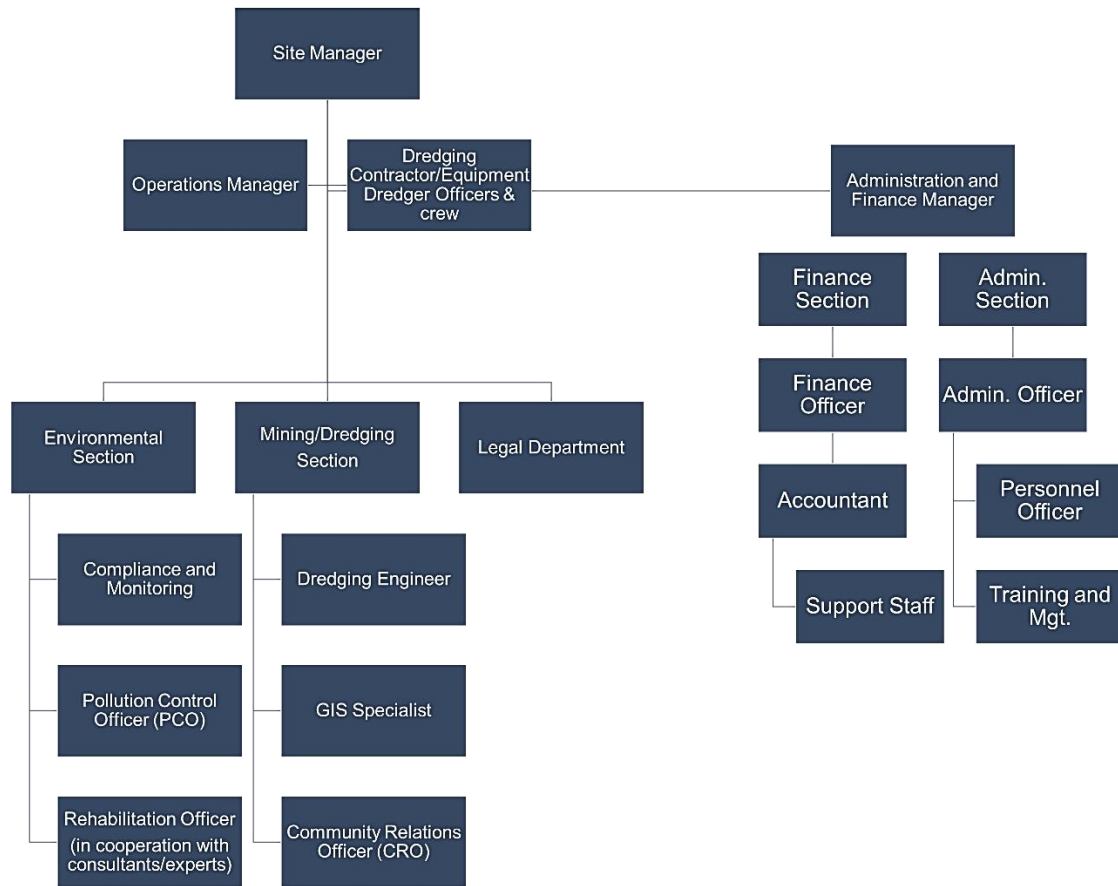 Site Manager
Operations Manager
Dredging
Contractor/Equipment
Dredger Officers &
crew
Administration and
Finance Manager
Finance
Section
Admin.
Section
Finance
Officer
Admin. Officer
Environmental
Section
Mining/Dredging
Section
Legal Department
Accountant
Personnel
Officer
Compliance and
Monitoring
Dredging Engineer
Support Staff
Training and
Mgt.
Pollution Control
Officer (PCO)
GIS Specialist
Rehabilitation Officer
(in cooperation with
consultants/experts)
Community Relations
Officer (CRO)